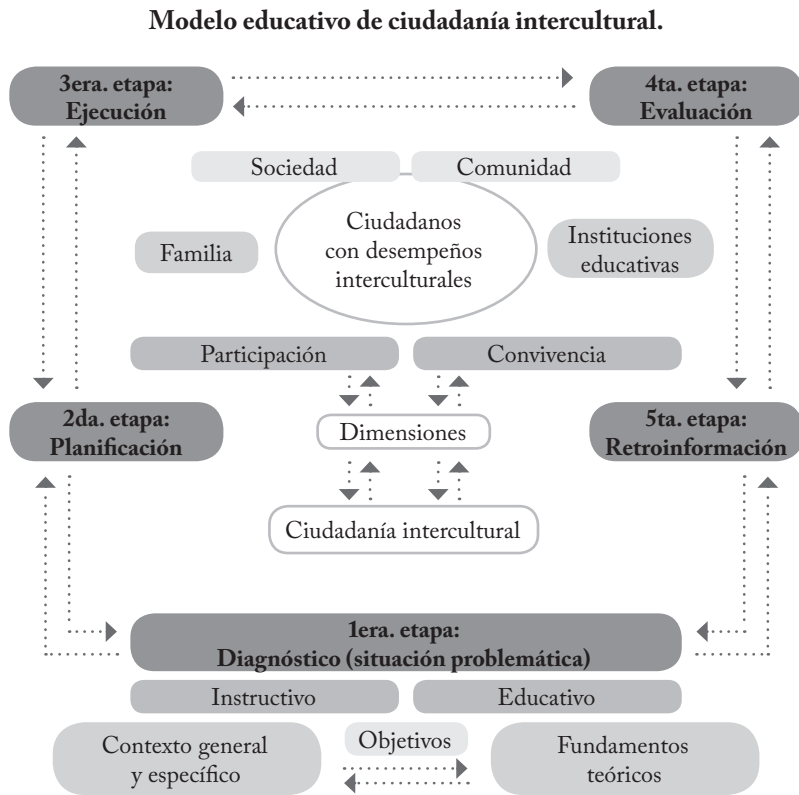 Modelo educativo de ciudadanía intercultural.
3era. etapa:
Ejecución
4ta. etapa:
Evaluación
Sociedad
Comunidad
Familia
Ciudadanos
con desempeños
interculturales
Instituciones
educativas
Participación
Convivencia
2da. etapa:
Planificación
Dimensiones
5ta. etapa:
Retroinformación
Ciudadanía intercultural
1era. etapa:
Diagnóstico (situación problemática)
Instructivo
Educativo
Contexto general
y específico
Objetivos
Fundamentos
teóricos